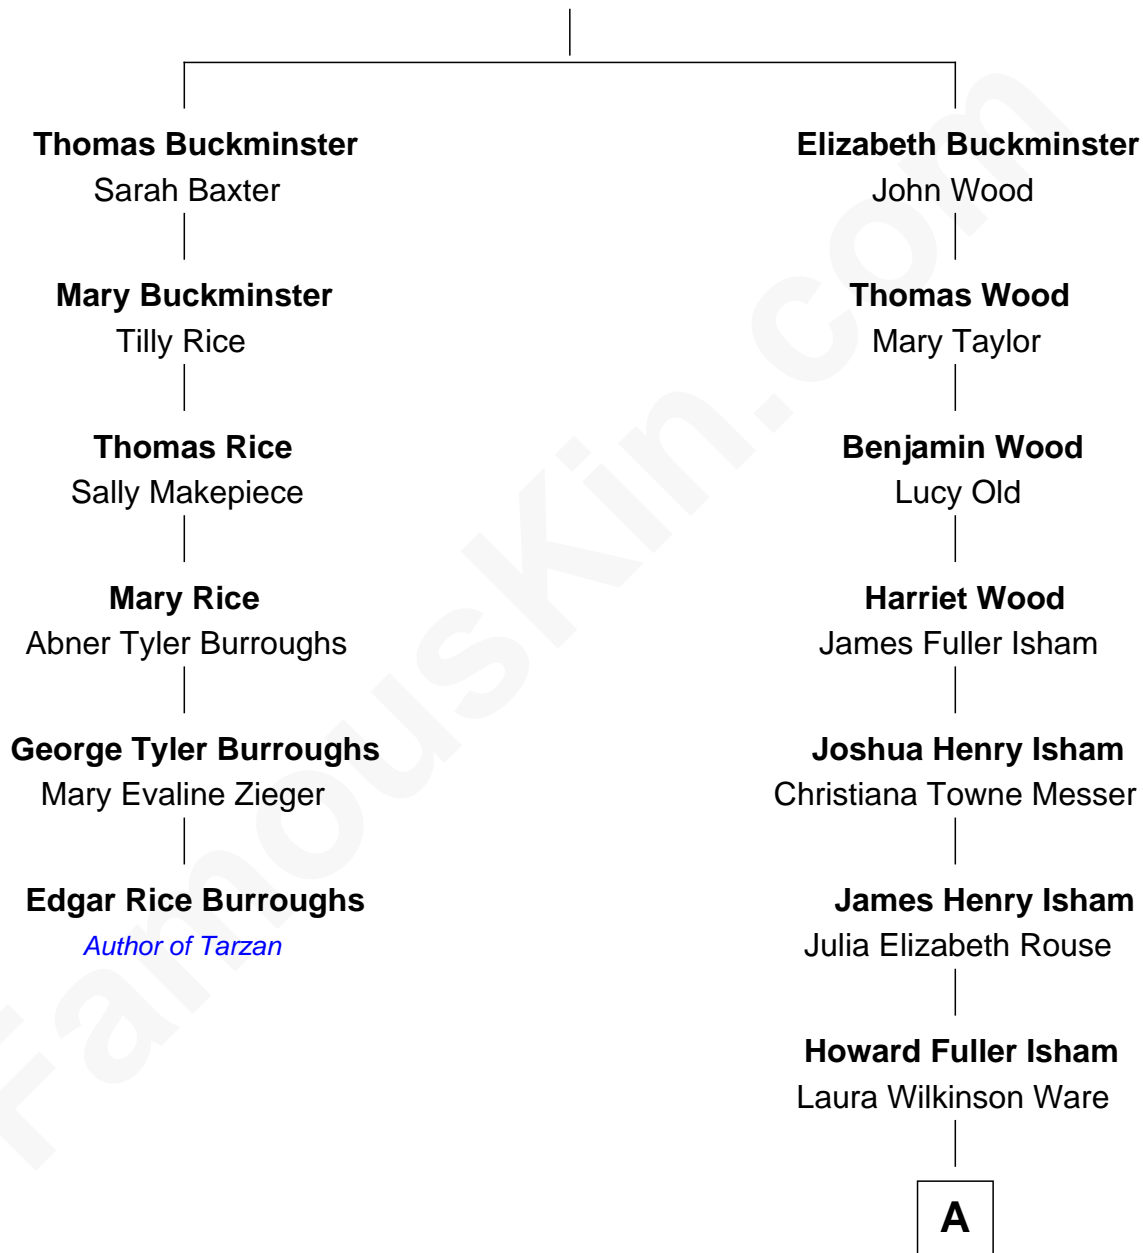 Thomas Buckminster
Sarah Baxter
Mary Buckminster
Tilly Rice
Thomas Rice
Sally Makepiece
Mary Rice
Abner Tyler Burroughs
George Tyler Burroughs
Mary Evaline Zieger
Edgar Rice Burroughs
Author of Tarzan
Elizabeth Buckminster
John Wood
Thomas Wood
Mary Taylor
Benjamin Wood
Lucy Old
Harriet Wood
James Fuller Isham
Joshua Henry Isham
Christiana Towne Messer
James Henry Isham
Julia Elizabeth Rouse
Howard Fuller Isham
Laura Wilkinson Ware
A
FamousKin.com